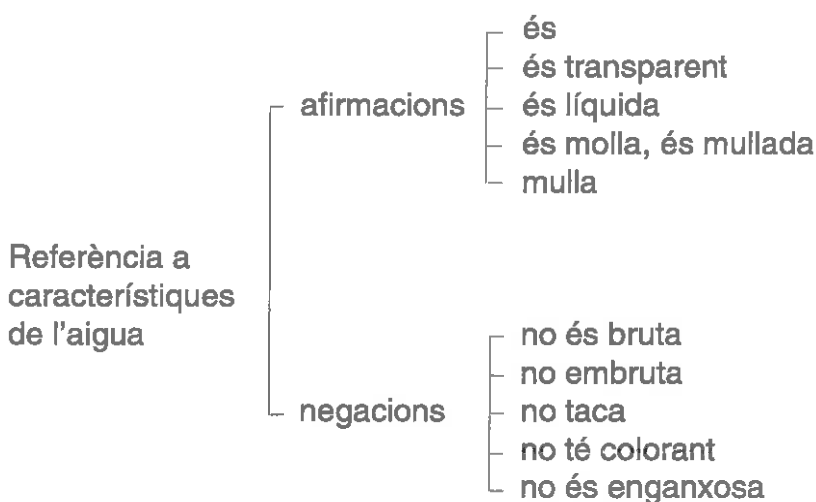 Referència a
característiques
de l'aigua
afirmacions
és
és transparent
és líquida
és molla, és mullada
mulla
negacions
no és bruta
no embruta
no taca
no té colorant
no és enganxosa